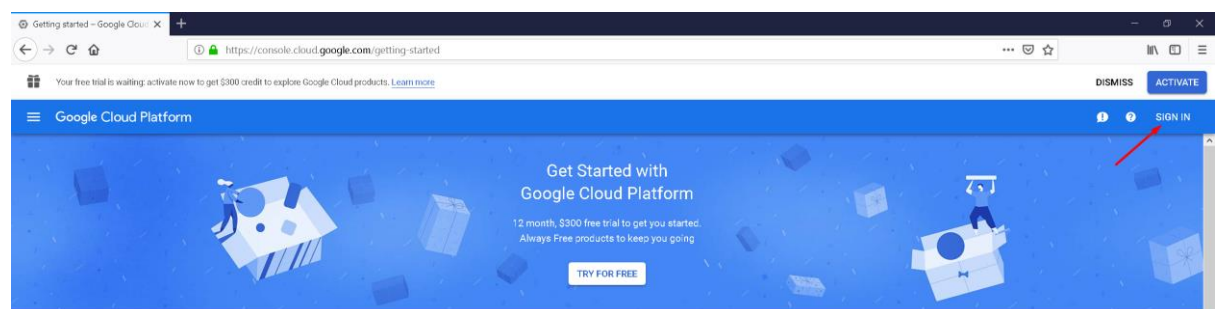 Getting started – Google Clou
https://console.cloud.google.com/getting-started
Your free trial is waiting: activate now to get $300 credit to explore Google Cloud products. Learn more
DISMISS
ACTIVATE
Google Cloud Platform
SIGN IN
Get Started with
Google Cloud Platform
12 month, $300 free trial to get you started.
Always Free products to keep you going
TRY FOR FREE